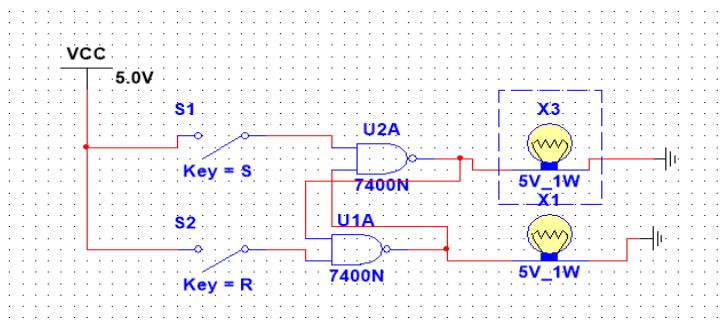 VCC
5.0V
S1
Key = S
U2A
7400N
X3
5V_1W
S2
Key = R
U1A
7400N
X1
5V_1W